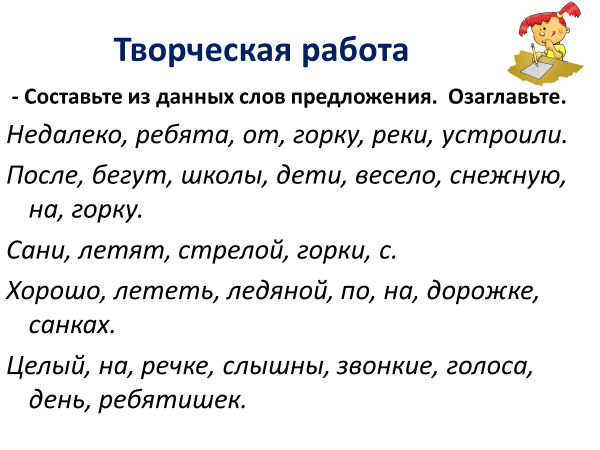 Творческая работа
- Составьте из данных слов предложения. Озаглавьте.
Недалеко, ребята, от, горку, реки, устроили.
После, бегут, школы, дети, весело, снежную,
на, горку.
Сани, летят, стрелой, горки, с.
Хорошо, лететь, ледяной, по, на, дорожке,
санках.
Целый, на, речке, слышны, звонкие, голоса,
день, ребятишек.